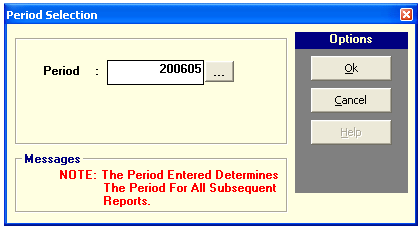 Period Selection
Options
Period : 200605 ...
Ok
Cancel
Help
Messages
NOTE: The Period Entered Determines
The Period For All Subsequent
Reports.